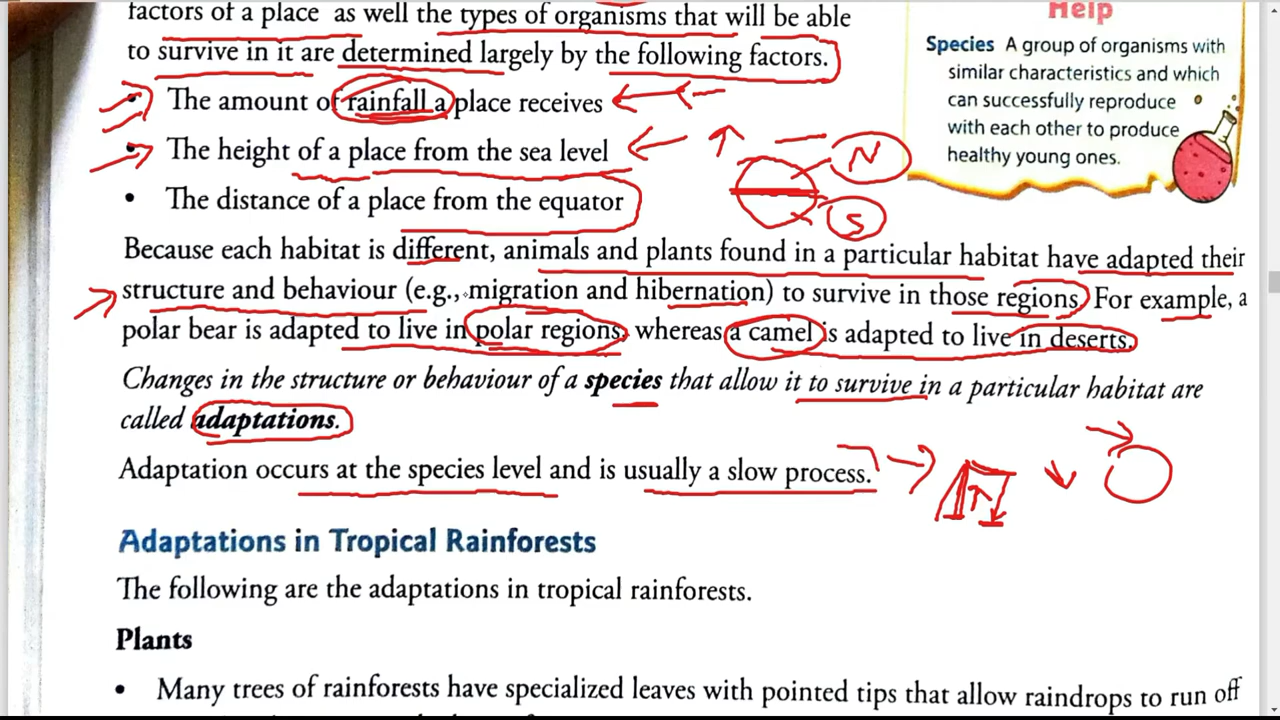 factors of a place as well the types of organisms that will be able
to survive in it are determined largely by the following factors.
• The amount of rainfall a place receives
• The height of a place from the sea level
• The distance of a place from the equator
N
S
Help
Species A group of organisms with
similar characteristics and which
can successfully reproduce
with each other to produce
healthy young ones.
Because each habitat is different, animals and plants found in a particular habitat have adapted their
structure and behaviour (e.g., migration and hibernation) to survive in those regions. For example, a
polar bear is adapted to live in polar regions, whereas a camel is adapted to live in deserts.
Changes in the structure or behaviour of a species that allow it to survive in a particular habitat are
called adaptations.
Adaptation occurs at the species level and is usually a slow process.
Adaptations in Tropical Rainforests
The following are the adaptations in tropical rainforests.
Plants
• Many trees of rainforests have specialized leaves with pointed tips that allow raindrops to run off